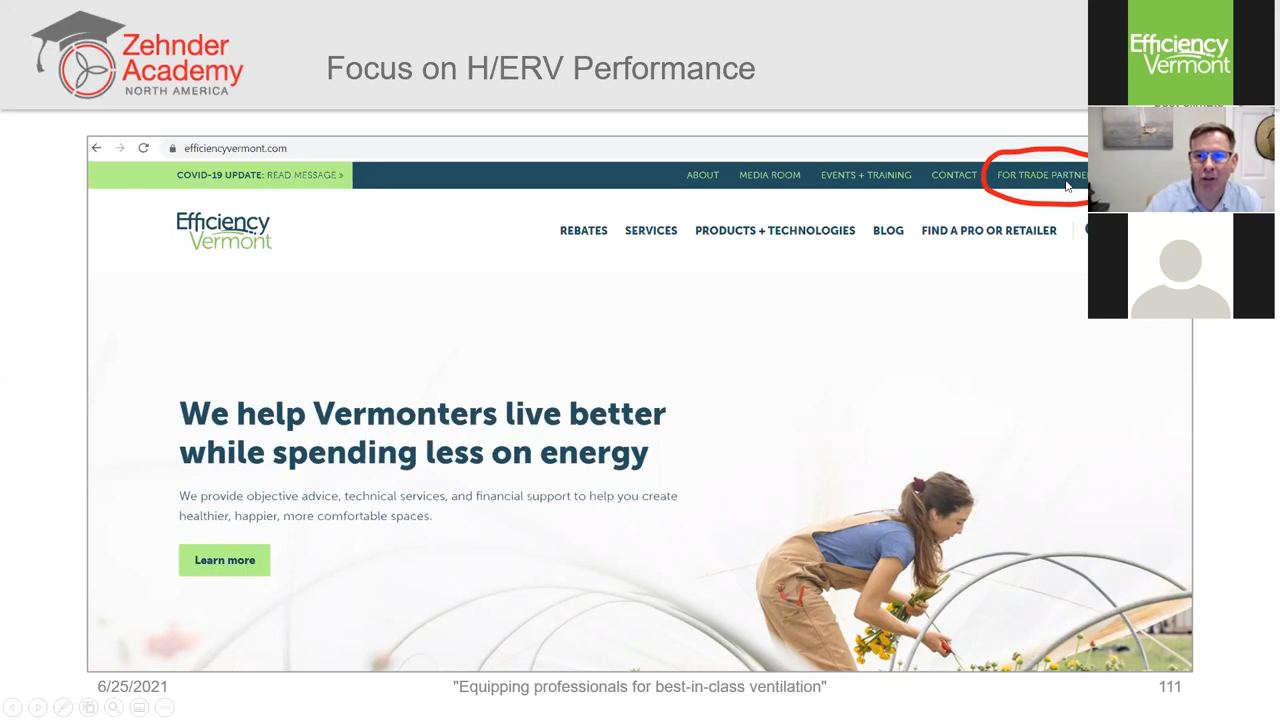 Zehnder
Academy
NORTH AMERICA
Focus on H/ERV Performance
Efficiency
Vermont
efficiencyvermont.com
COVID-19 UPDATE: READ MESSAGE »
ABOUT MEDIA ROOM EVENTS + TRAINING CONTACT FOR TRADE PARTNE
Efficiency
Vermont
REBATES SERVICES PRODUCTS + TECHNOLOGIES BLOG FIND A PRO OR RETAILER
We help Vermonters live better
while spending less on energy
We provide objective advice, technical services, and financial support to help you create
healthier, happier, more comfortable spaces.
Learn more
6/25/2021
"Equipping professionals for best-in-class ventilation"
111